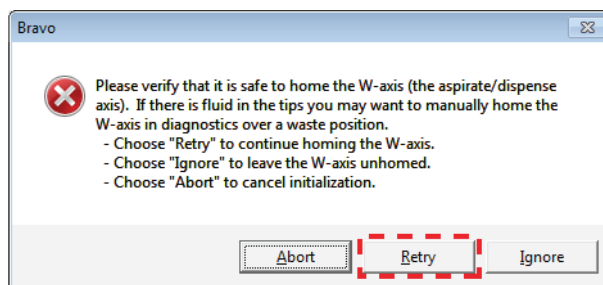 Bravo
Please verify that it is safe to home the W-axis (the aspirate/dispense
axis). If there is fluid in the tips you may want to manually home the
W-axis in diagnostics over a waste position.
- Choose "Retry" to continue homing the W-axis.
- Choose "Ignore" to leave the W-axis unhomed.
- Choose "Abort" to cancel initialization.
Abort Retry Ignore